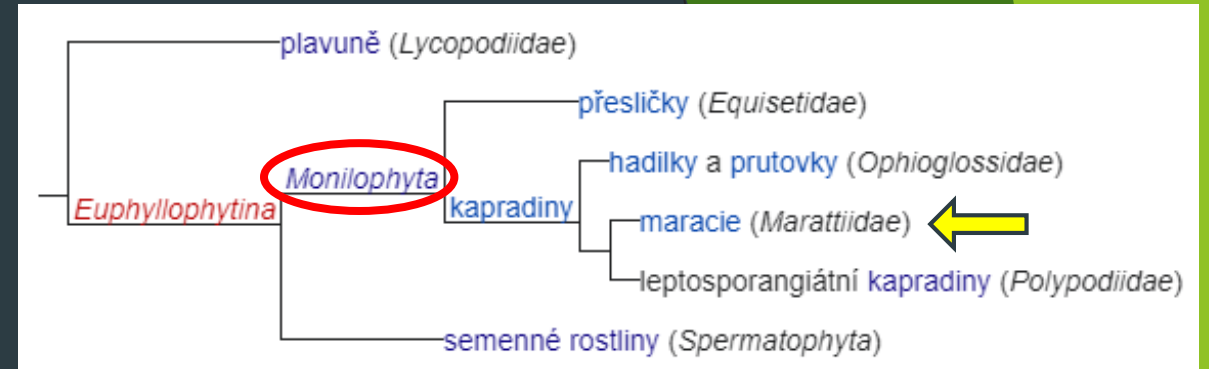 plavuně (Lycopodiidae)
přesličky (Equisetidae)
hadilky a prutovky (Ophioglossidae)
Monilophyta
Euphyllophytina
kapradiny
maracie (Marattiidae)
leptosporangiátní kapradiny (Polypodiidae)
semenné rostliny (Spermatophyta)